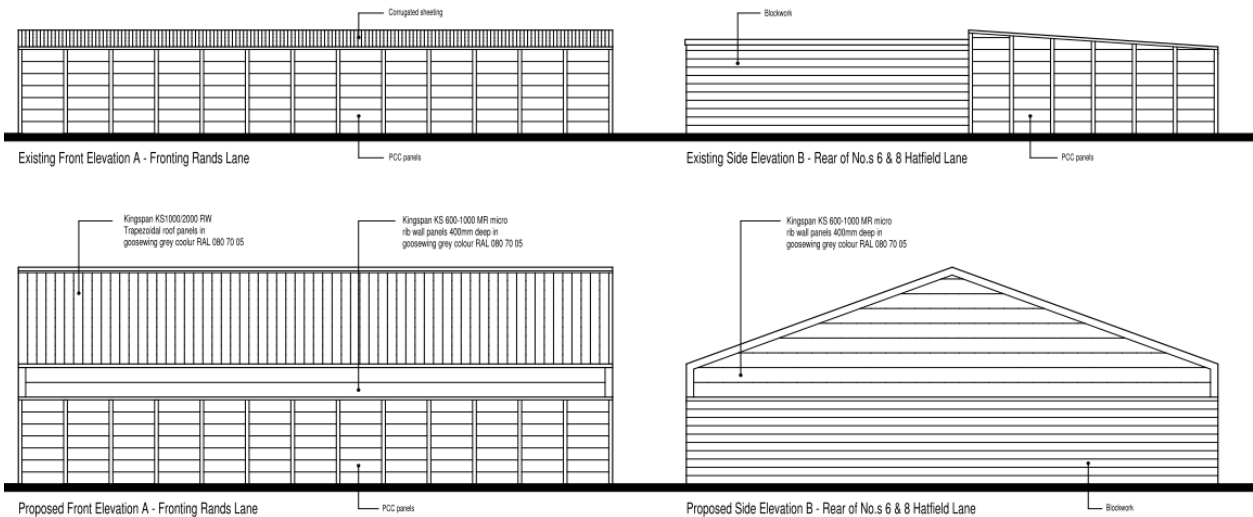 Corrugated sheeting
Blockwork
Existing Front Elevation A - Fronting Rands Lane
PCC panels
Existing Side Elevation B - Rear of No.s 6 & 8 Hatfield Lane
PCC panels
Kingspan KS1000/2000 RW
Trapezoidal roof panels in
goosewing grey coolur RAL 080 70 05
Kingspan KS 600-1000 MR micro
rib wall panels 400mm deep in
goosewing grey colour RAL 080 70 05
Kingspan KS 600-1000 MR micro
rib wall panels 400mm deep in
goosewing grey colour RAL 080 70 05
Proposed Front Elevation A - Fronting Rands Lane
PCC panels
Proposed Side Elevation B - Rear of No.s 6 & 8 Hatfield Lane
Blockwork